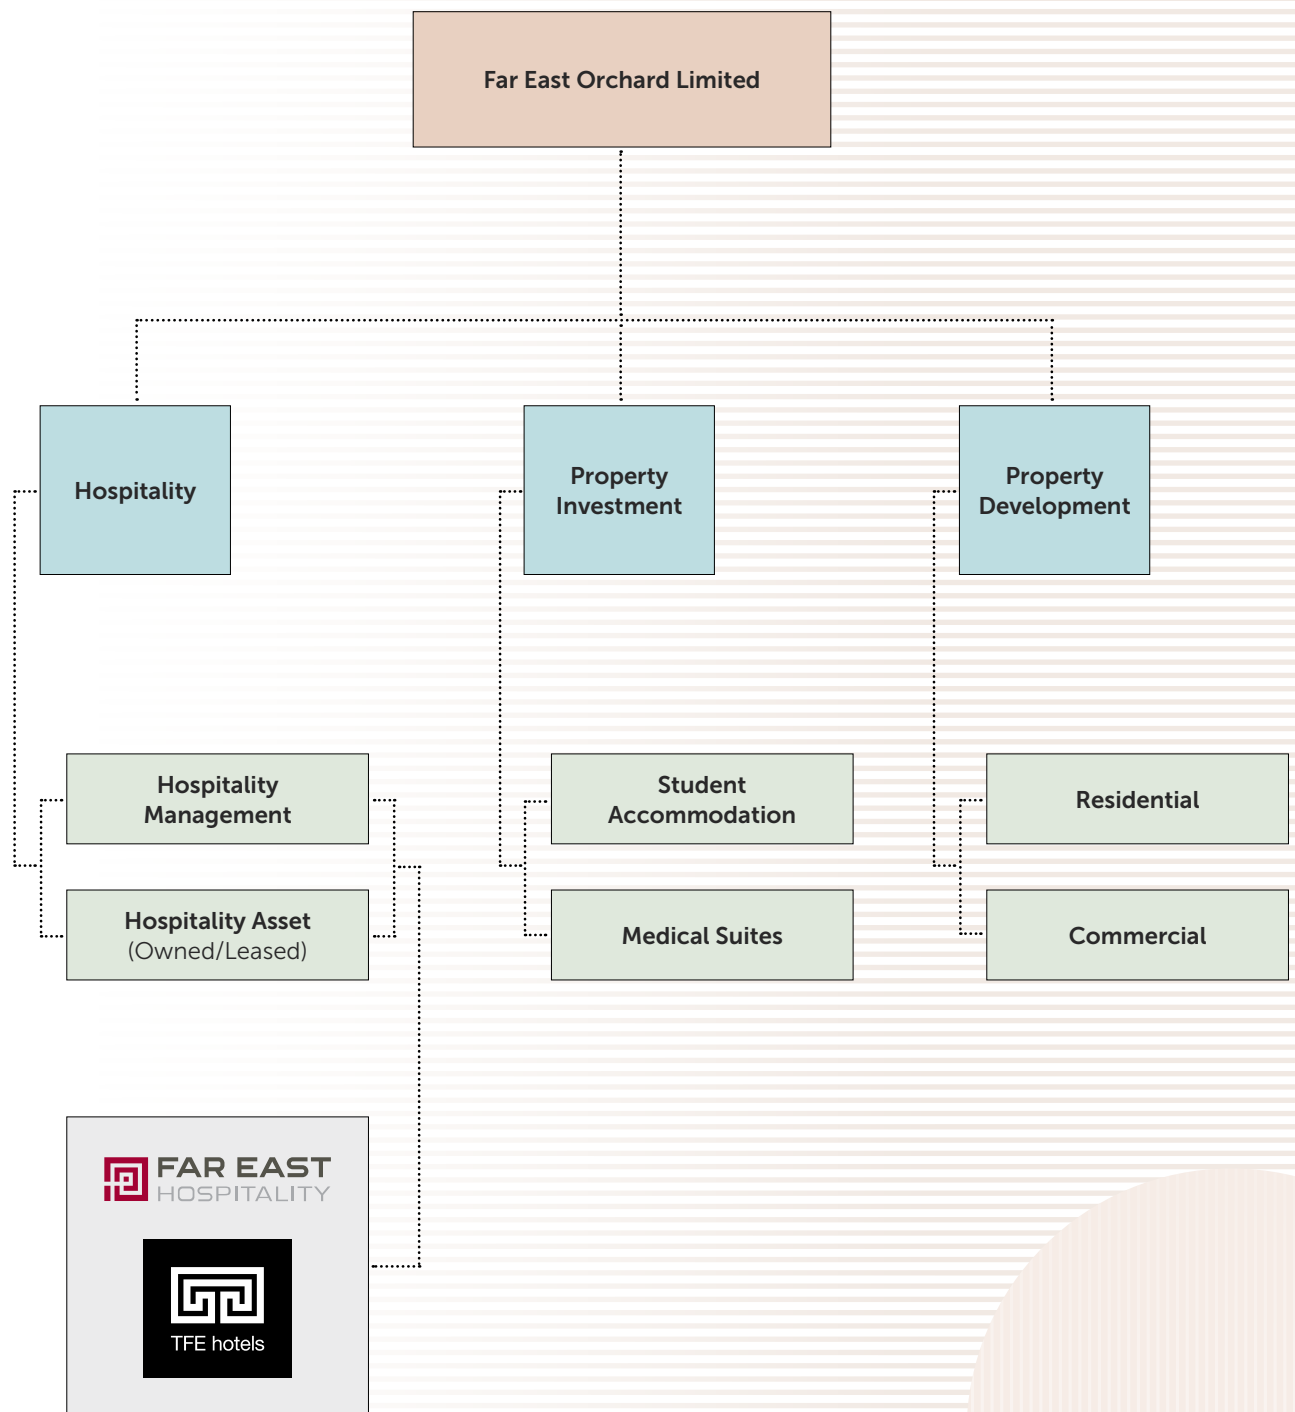 Far East Orchard Limited
Hospitality
Property
Investment
Property
Development
Hospitality
Management
Student
Accommodation
Residential
Hospitality Asset
(Owned/Leased)
Medical Suites
Commercial
FAR EAST
HOSPITALITY
TFE hotels